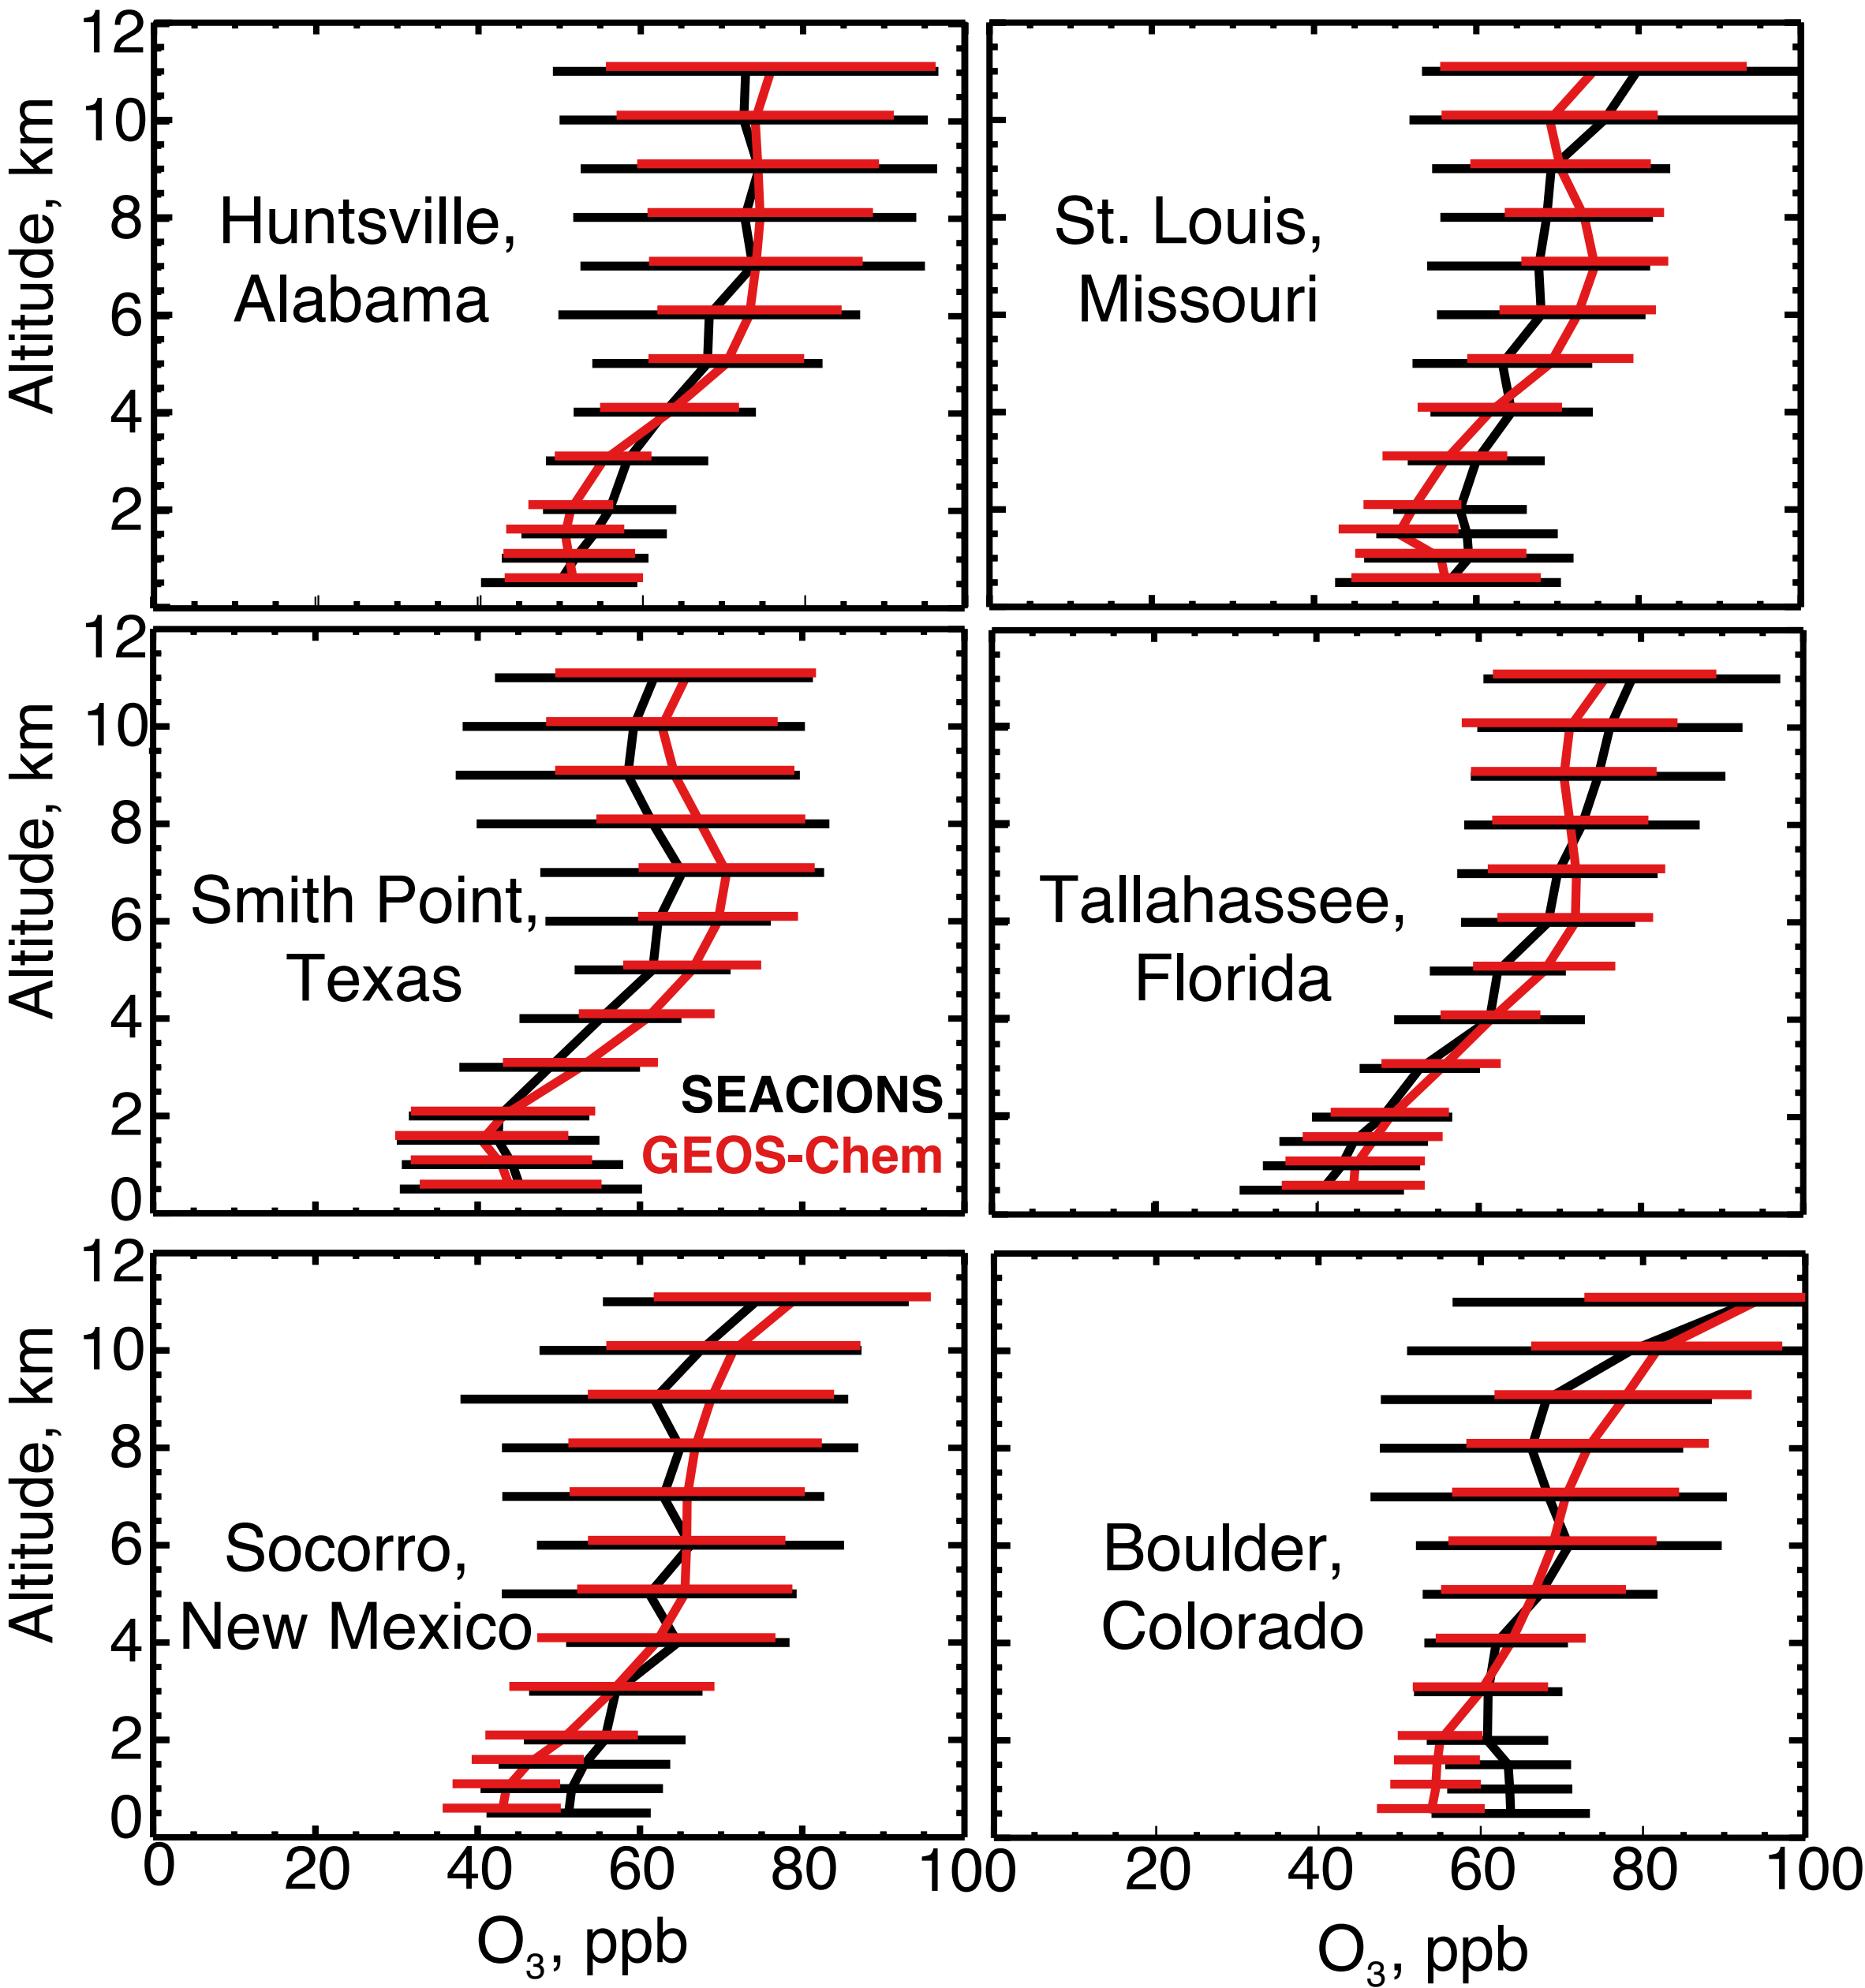 12
10
8
6
4
2
Altitude, km
Huntsville,
Alabama
St. Louis,
Missouri
12
10
8
6
4
2
0
Altitude, km
Smith Point,
Texas
SEACIONS
GEOS-Chem
Tallahassee,
Florida
12
10
8
6
4
2
0
Altitude, km
Socorro,
New Mexico
Boulder,
Colorado
0 20 40 60 80 100 20 40 60 80 100
O3, ppb
O3, ppb